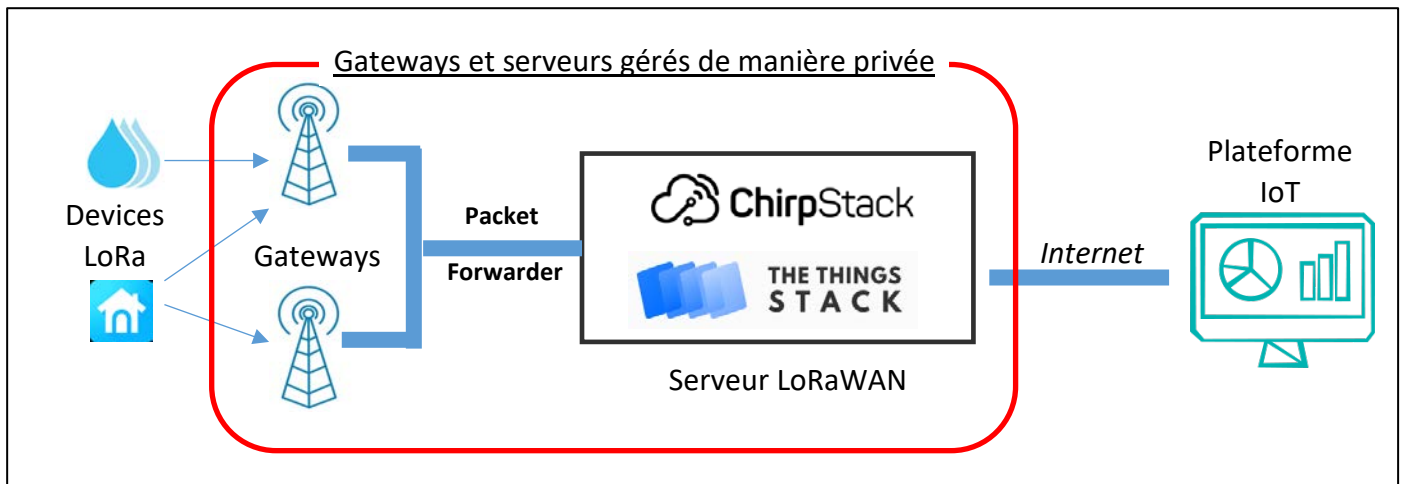 Gateways et serveurs gérés de manière privée
Devices
LoRa
Gateways
Packet
Forwarder
ChirpStack
THE THINGS
STACK
Serveur LoRaWAN
Internet
Plateforme
IoT